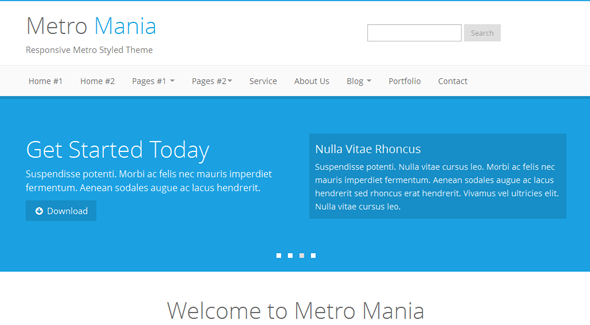 Metro Mania
Responsive Metro Styled Theme
Search
Home #1 Home #2 Pages #1 Pages #2 Service About Us Blog Portfolio Contact
Get Started Today
Suspendisse potenti. Morbi ac felis nec mauris imperdiet
fermentum. Aenean sodales augue ac lacus hendrerit.
Download
Nulla Vitae Rhoncus
Suspendisse potenti. Nulla vitae cursus leo. Morbi ac felis nec
mauris imperdiet fermentum. Aenean sodales augue ac lacus
hendrerit sed rhoncus erat hendrerit. Vivamus vel ultricies elit.
Nulla vitae cursus leo.
Welcome to Metro Mania